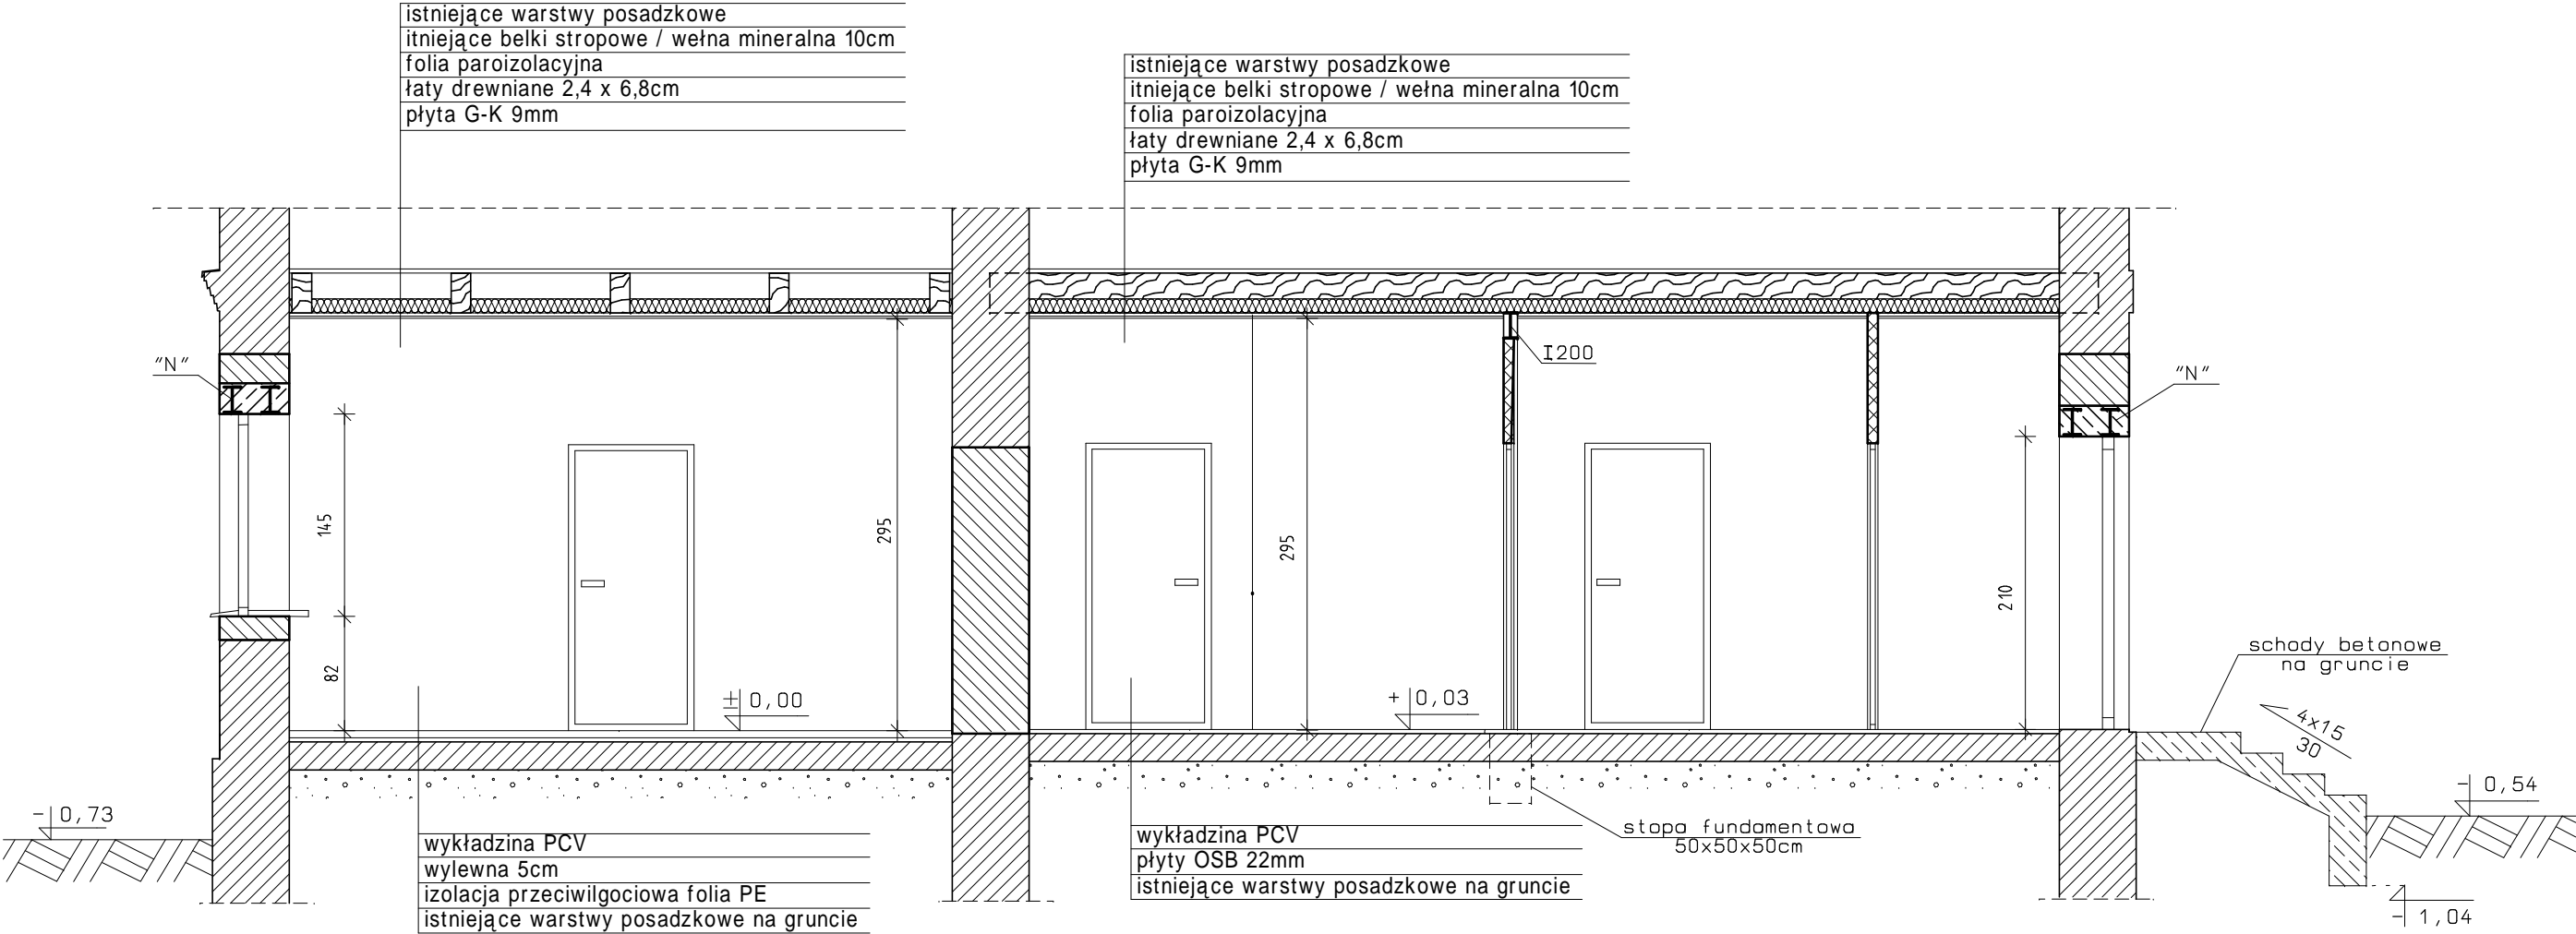 istniejące warstwy posadzkowe
itniejące belki stropowe / wełna mineralna 10cm
folia paroizolacyjna
łaty drewniane 2,4 x 6,8cm
płyta G-K 9mm
istniejące warstwy posadzkowe
itniejące belki stropowe / wełna mineralna 10cm
folia paroizolacyjna
łaty drewniane 2,4 x 6,8cm
płyta G-K 9mm
"N"
I200
"N"
145
295
295
210
82
± 0,00
+ 0,03
schody betonowe
na gruncie
4x15
30
- 0,73
- 0,54
wykładzina PCV
wylewna 5cm
izolacja przeciwilgociowa folia PE
istniejące warstwy posadzkowe na gruncie
wykładzina PCV
płyty OSB 22mm
istniejące warstwy posadzkowe na gruncie
stopa fundamentowa
50x50x50cm
- 1,04